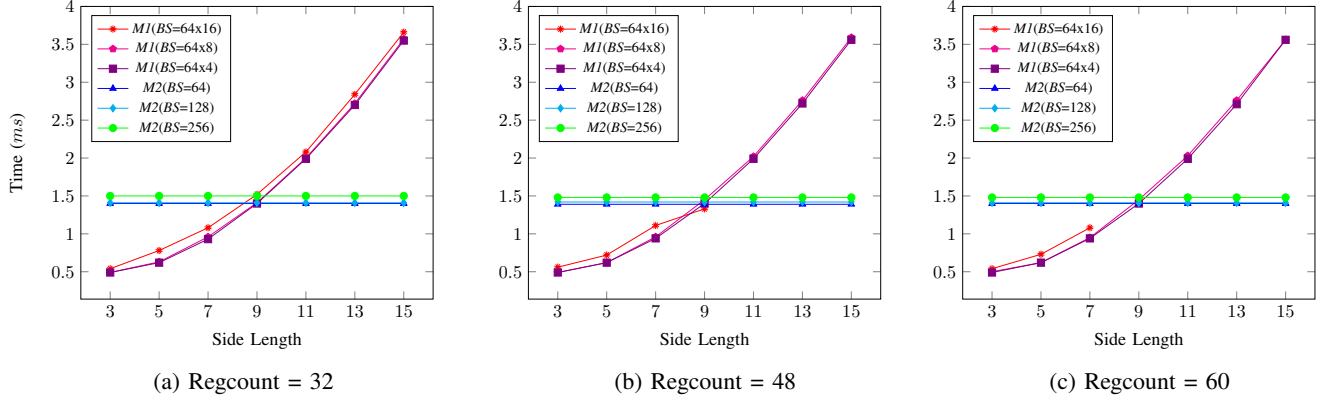 4
3.5
3
2.5
2
1.5
1
0.5
Time (ms)
M1(BS=64x16)
M1(BS=64x8)
M1(BS=64x4)
M2(BS=64)
M2(BS=128)
M2(BS=256)
3 5 7 9 11 13 15
Side Length
(a) Regcount = 32
4
3.5
3
2.5
2
1.5
1
0.5
M1(BS=64x16)
M1(BS=64x8)
M1(BS=64x4)
M2(BS=64)
M2(BS=128)
M2(BS=256)
3 5 7 9 11 13 15
Side Length
(b) Regcount = 48
4
3.5
3
2.5
2
1.5
1
0.5
M1(BS=64x16)
M1(BS=64x8)
M1(BS=64x4)
M2(BS=64)
M2(BS=128)
M2(BS=256)
3 5 7 9 11 13 15
Side Length
(c) Regcount = 60